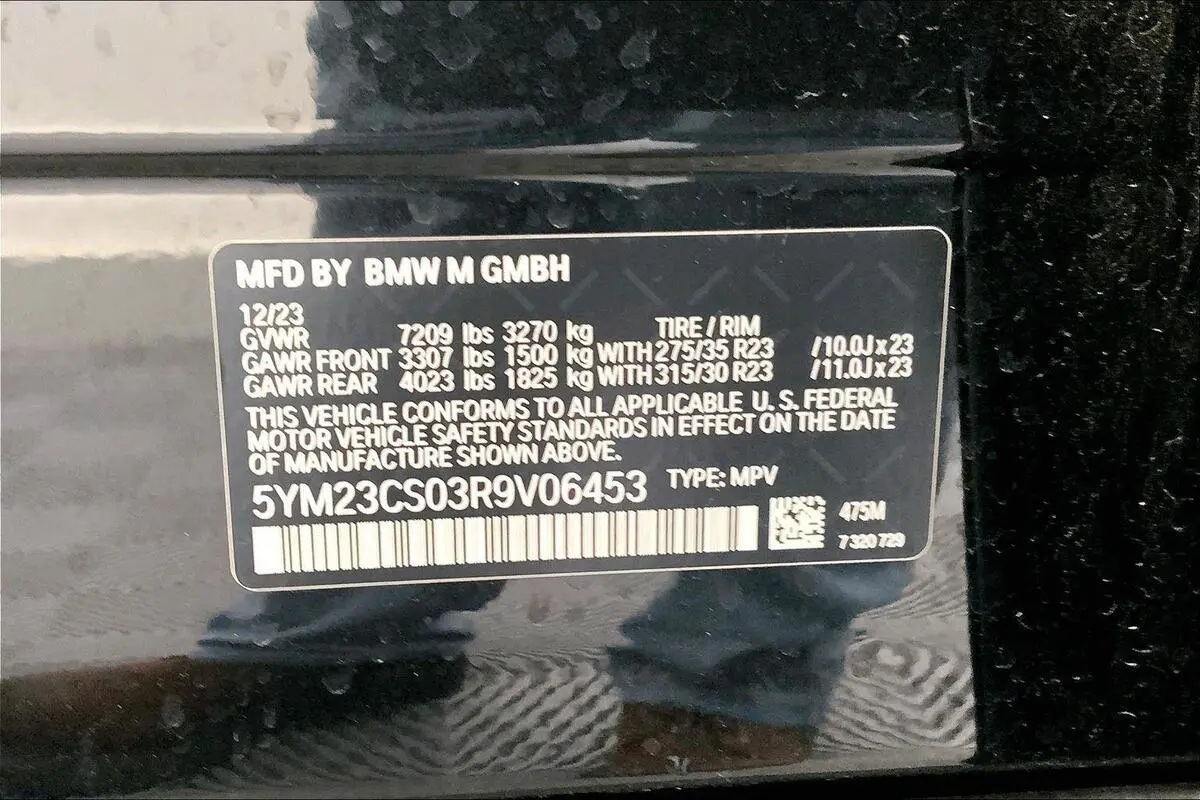 MFD BY BMW M GMBH
12/23 TIRE / RIM
GVWR 7209 lbs 3270 kg
GAWR FRONT 3307 lbs 1500 kg WITH 275/35 R23 /10.0J x 23
GAWR REAR 4023 lbs 1825 kg WITH 315/30 R23 /11.0J x 23
THIS VEHICLE CONFORMS TO ALL APPLICABLE U. S. FEDERAL
MOTOR VEHICLE SAFETY STANDARDS IN EFFECT ON THE DATE
OF MANUFACTURE SHOWN ABOVE.
5YM23CS03R9V06453 TYPE: MPV
475M
7 320 729